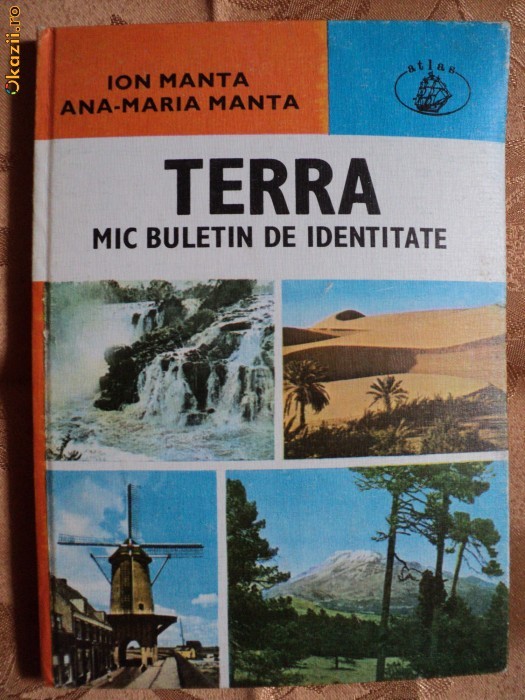 Okazii.ro
ION MANTA
ANA-MARIA MANTA
atlas
TERRA
MIC BULETIN DE IDENTITATE